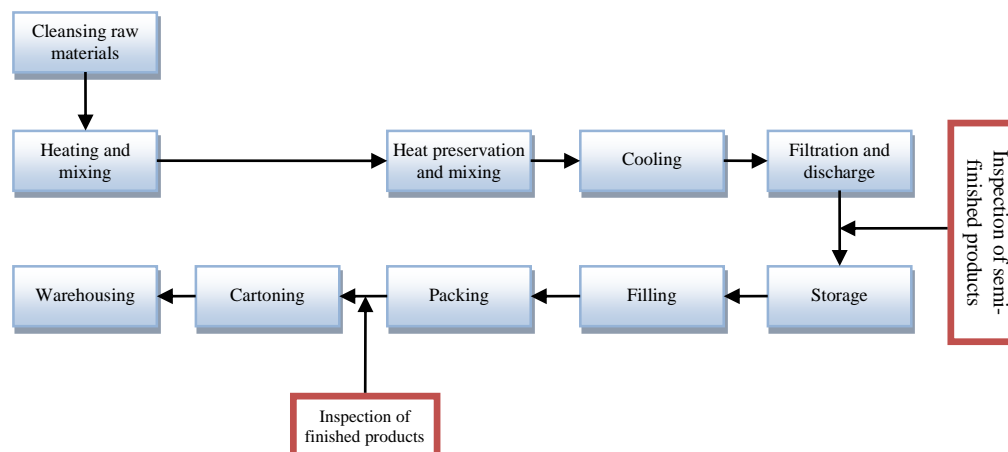 Cleansing raw
materials
Heating and
mixing
Heat preservation
and mixing
Cooling
Filtration and
discharge
Inspection of semi-
finished products
Warehousing
Cartoning
Packing
Filling
Storage
Inspection of
finished products